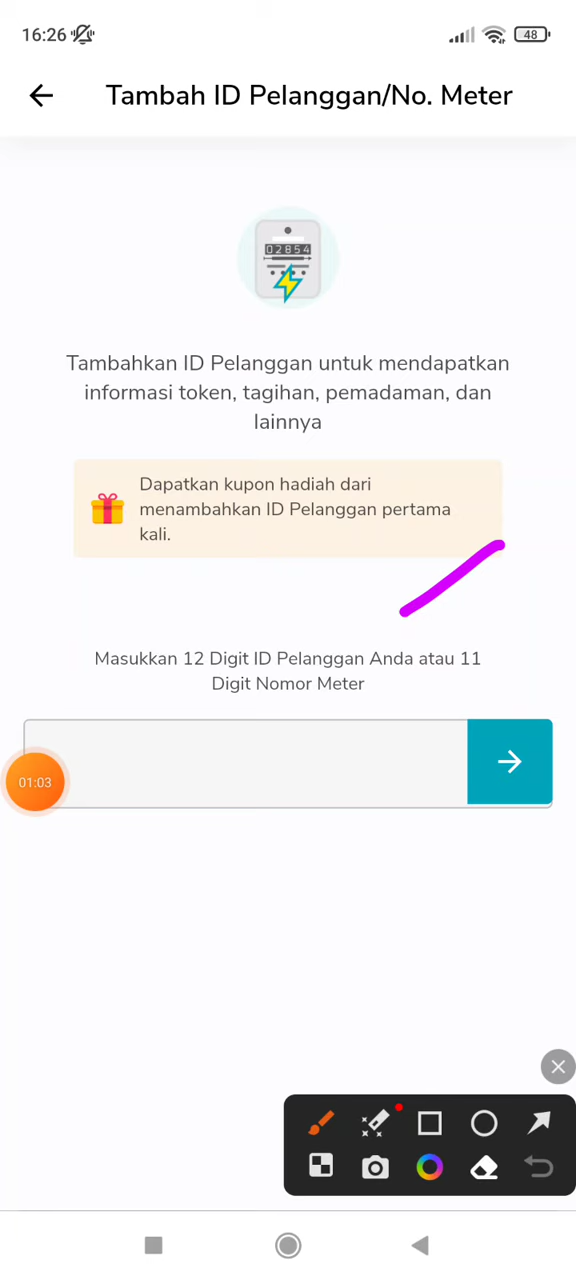 16:26
48
Tambah ID Pelanggan/No. Meter
02854
Tambahkan ID Pelanggan untuk mendapatkan
informasi token, tagihan, pemadaman, dan
lainnya
Dapatkan kupon hadiah dari
menambahkan ID Pelanggan pertama
kali.
Masukkan 12 Digit ID Pelanggan Anda atau 11
Digit Nomor Meter
01:03